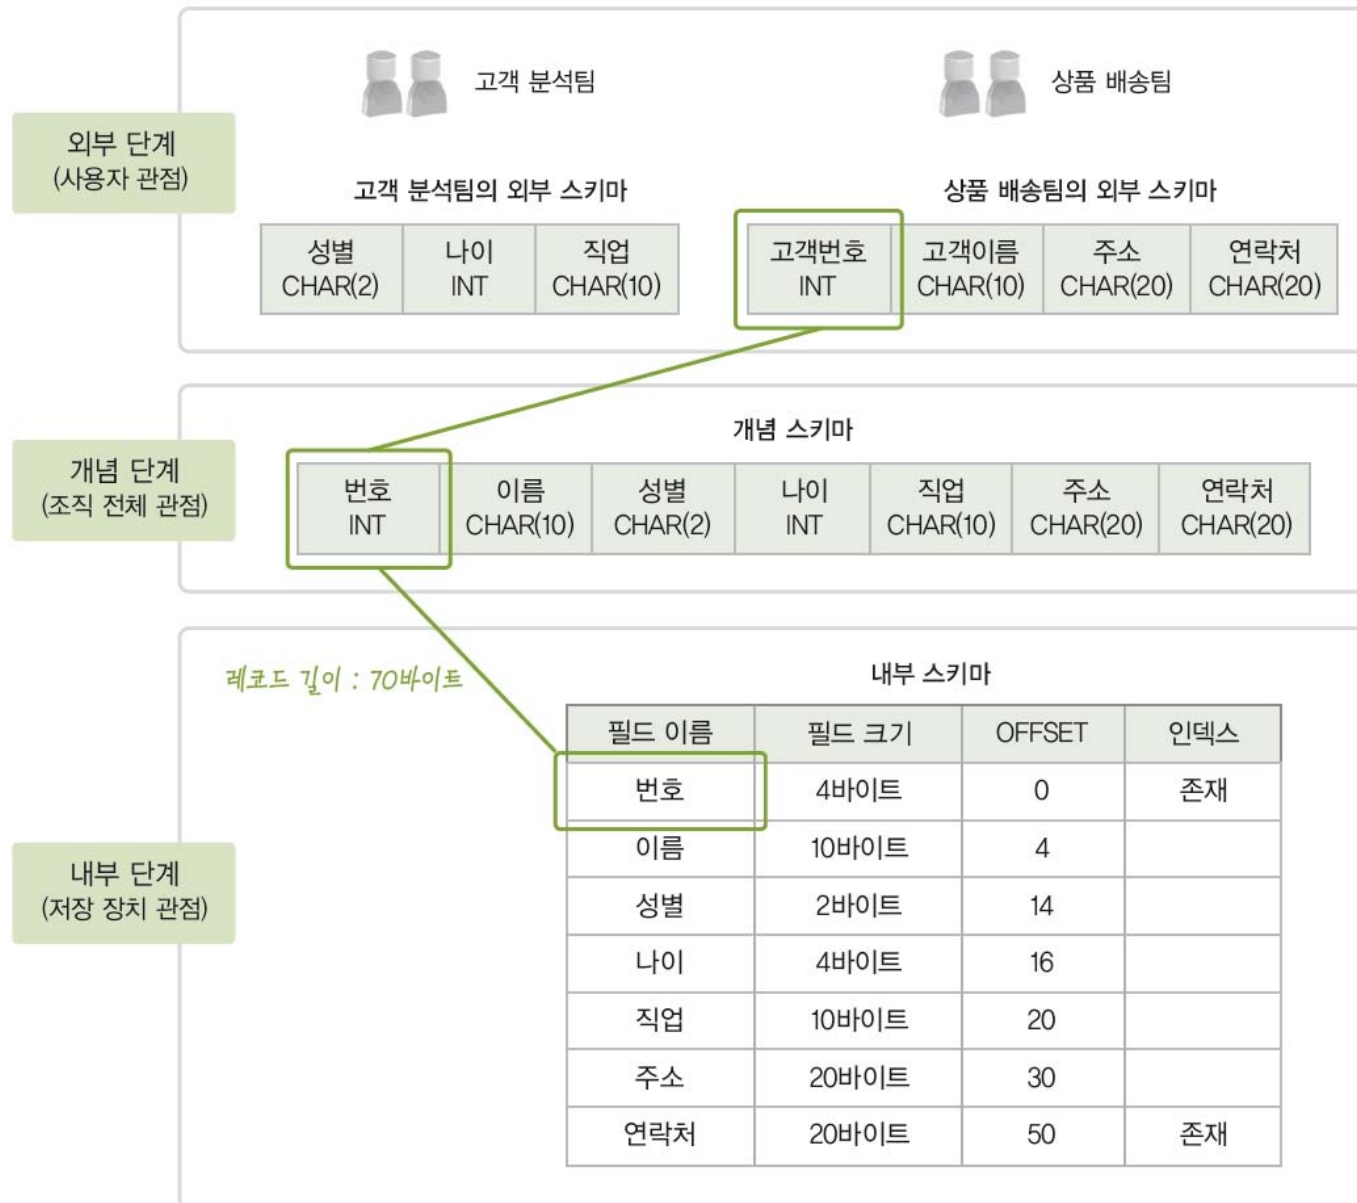 고객 분석팀
상품 배송팀
외부 단계
(사용자 관점)
고객 분석팀의 외부 스키마
상품 배송팀의 외부 스키마
성별 나이 직업
CHAR(2) INT CHAR(10)
고객번호 고객이름 주소 연락처
INT CHAR(10) CHAR(20) CHAR(20)
개념 단계
(조직 전체 관점)
개념 스키마
번호 이름 성별 나이 직업 주소 연락처
INT CHAR(10) CHAR(2) INT CHAR(10) CHAR(20) CHAR(20)
내부 단계
(저장 장치 관점)
레코드 길이 : 70바이트
내부 스키마
필드 이름 필드 크기 OFFSET 인덱스
번호 4바이트 0 존재
이름 10바이트 4
성별 2바이트 14
나이 4바이트 16
직업 10바이트 20
주소 20바이트 30
연락처 20바이트 50 존재